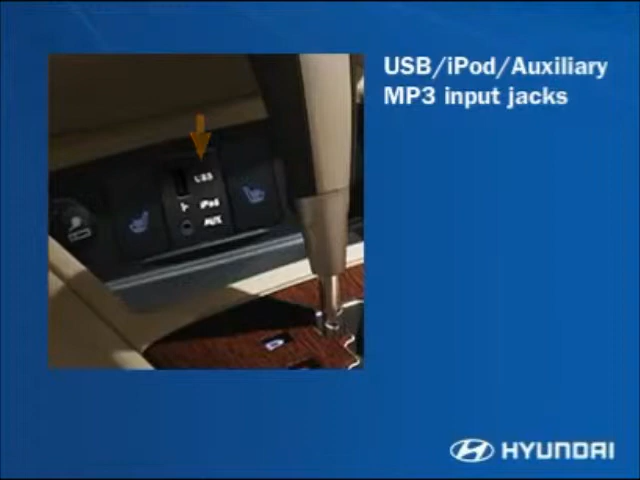 USB/iPod/Auxiliary
MP3 input jacks
USB
iPod
AUX
HYUNDAI